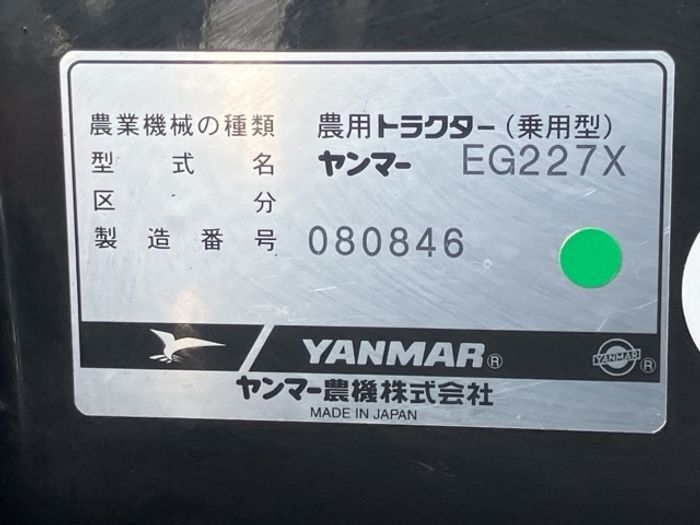 農業機械の種類 農用トラクター(乗用型)
型式名 ヤンマー EG227X
区分
製造番号 080846
YANMAR® YANMAR®
ヤンマー農機株式会社
MADE IN JAPAN